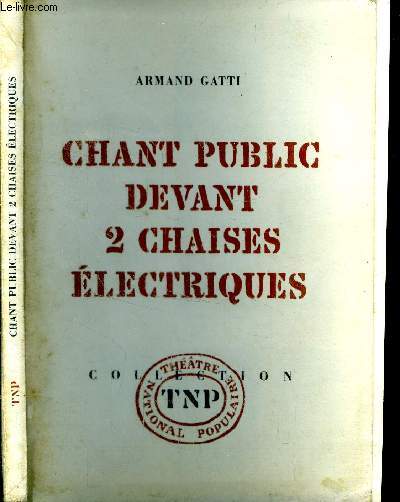 ARMAND GATTI
CHANT PUBLIC
DEVANT
2 CHAISES
ÉLECTRIQUES
COLLECTION
THÉÂTRE
NATIONAL POPULAIRE
TNP
CHANT PUBLIC DEVANT 2 CHAISES ÉLECTRIQUES
TNP
© Le-livre.com